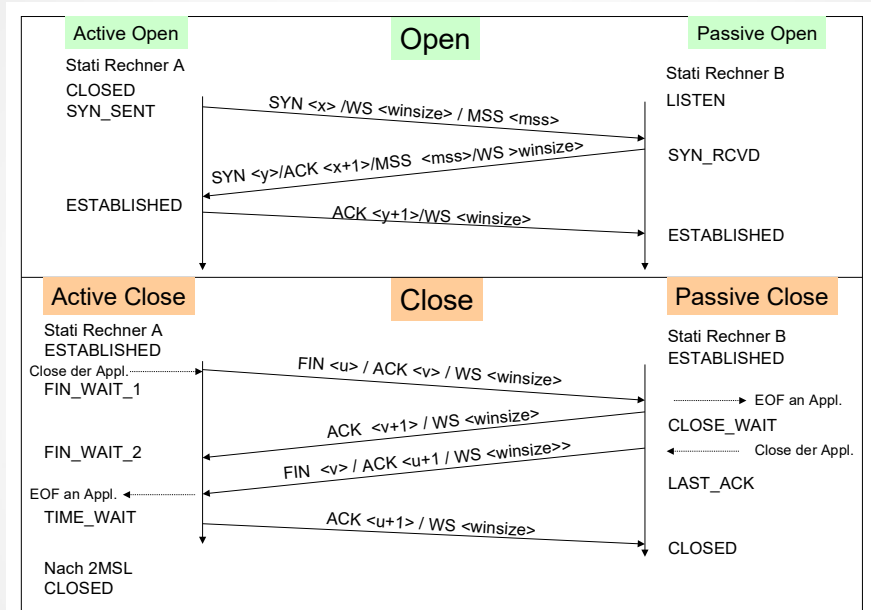 Active Open
Open
Passive Open
Stati Rechner A
Stati Rechner B
CLOSED
LISTEN
SYN_SENT
SYN <x> /WS <winsize> / MSS <mss>
SYN_RCVD
SYN <y>/ACK <x+1>/MSS <mss>/WS >winsize>
ESTABLISHED
ACK <y+1>/WS <winsize>
ESTABLISHED
Active Close
Close
Passive Close
Stati Rechner A
Stati Rechner B
ESTABLISHED
ESTABLISHED
Close der Appl.
FIN <u> / ACK <v> / WS <winsize>
FIN_WAIT_1
EOF an Appl.
ACK <v+1> / WS <winsize>
CLOSE_WAIT
FIN_WAIT_2
Close der Appl.
FIN <v> / ACK <u+1 / WS <winsize>>
LAST_ACK
EOF an Appl.
TIME_WAIT
ACK <u+1> / WS <winsize>
CLOSED
Nach 2MSL
CLOSED